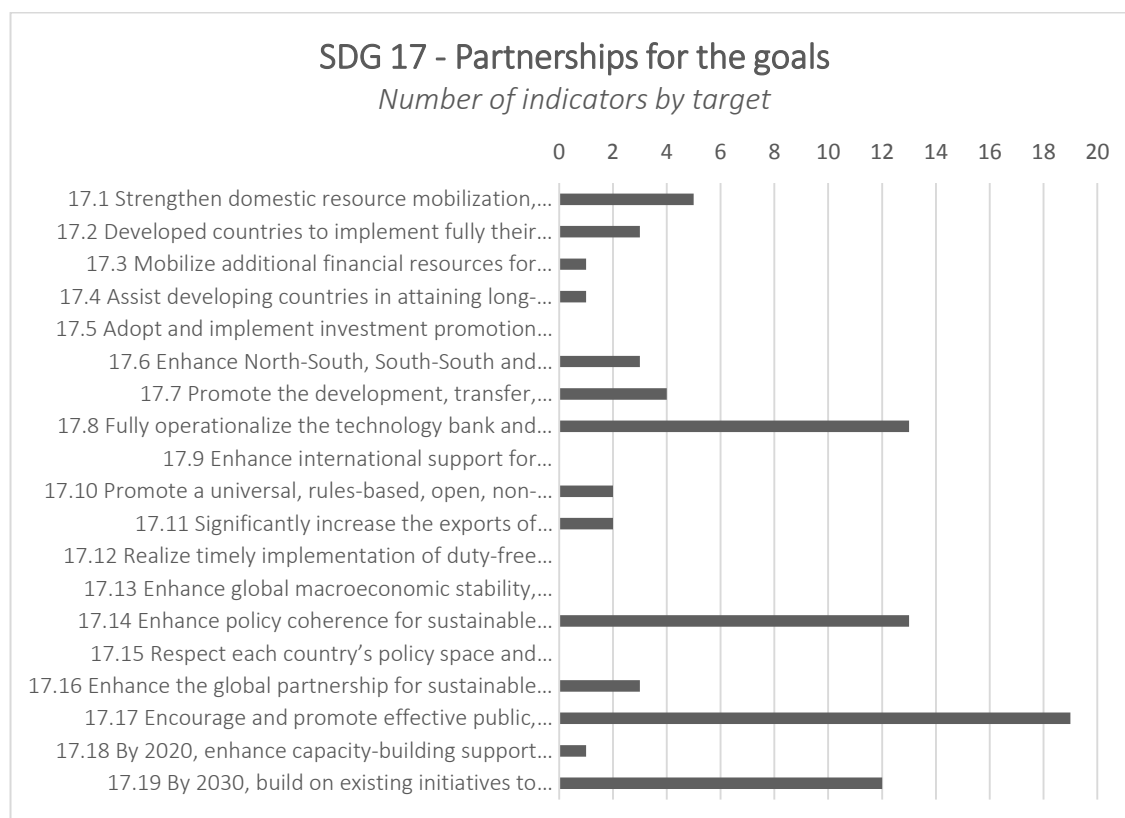 SDG 17 - Partnerships for the goals
Number of indicators by target
0 2 4 6 8 10 12 14 16 18 20
17.1 Strengthen domestic resource mobilization,...
17.2 Developed countries to implement fully their...
17.3 Mobilize additional financial resources for...
17.4 Assist developing countries in attaining long-...
17.5 Adopt and implement investment promotion...
17.6 Enhance North-South, South-South and...
17.7 Promote the development, transfer,...
17.8 Fully operationalize the technology bank and...
17.9 Enhance international support for...
17.10 Promote a universal, rules-based, open, non-...
17.11 Significantly increase the exports of...
17.12 Realize timely implementation of duty-free...
17.13 Enhance global macroeconomic stability,...
17.14 Enhance policy coherence for sustainable...
17.15 Respect each country’s policy space and...
17.16 Enhance the global partnership for sustainable...
17.17 Encourage and promote effective public,...
17.18 By 2020, enhance capacity-building support...
17.19 By 2030, build on existing initiatives to...